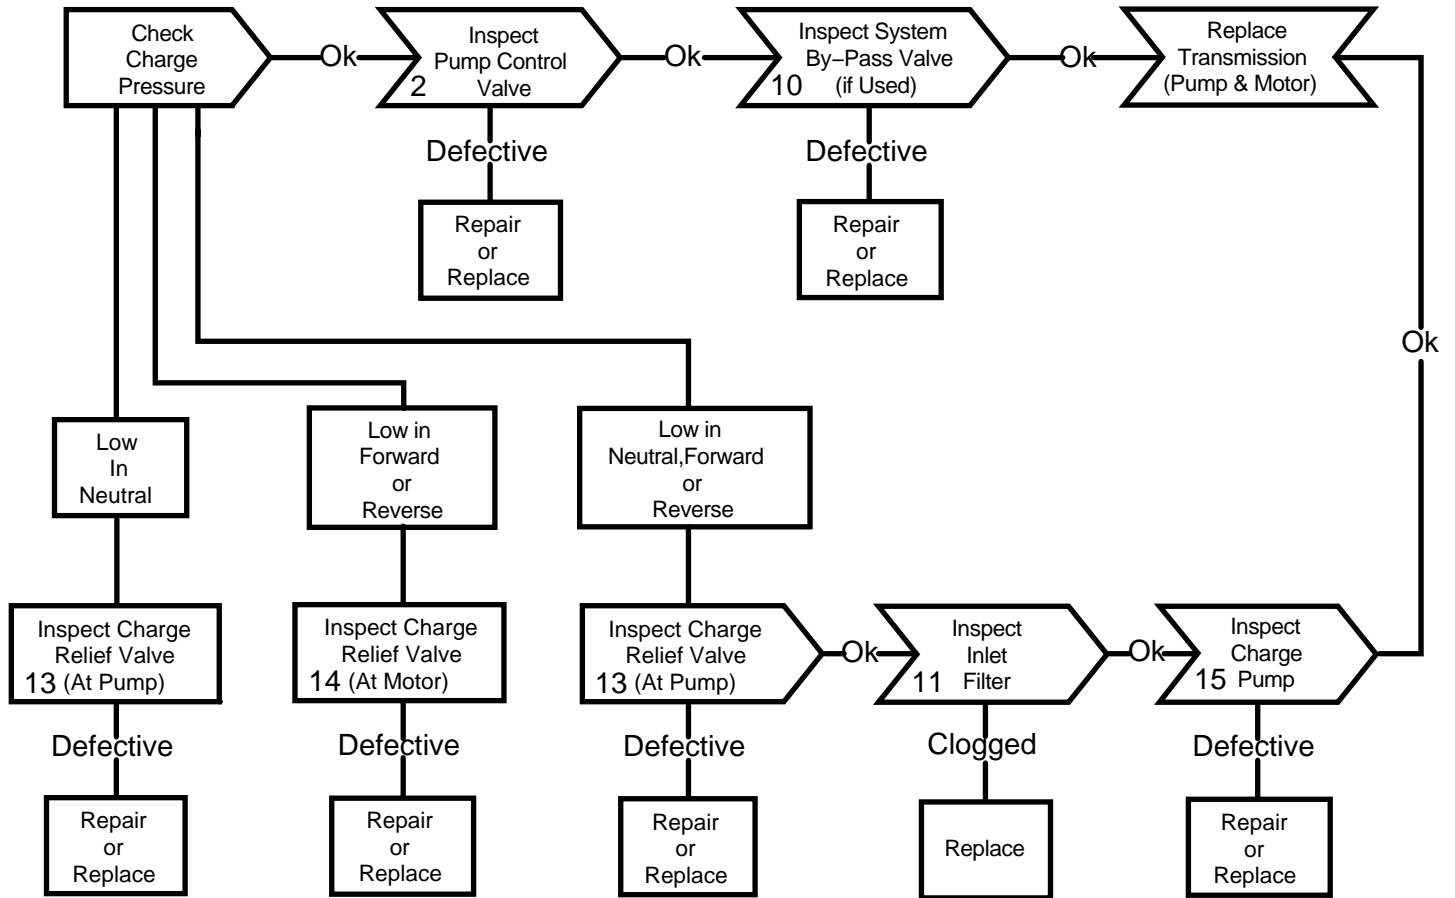 Check
Charge
Pressure
Ok
Inspect
Pump Control
2 Valve
Ok
Inspect System
By–Pass Valve
10 (if Used)
Ok
Replace
Transmission
(Pump & Motor)
Defective
Repair
or
Replace
Defective
Repair
or
Replace
Ok
Low
In
Neutral
Low in
Forward
or
Reverse
Low in
Neutral,Forward
or
Reverse
Inspect Charge
Relief Valve
13 (At Pump)
Inspect Charge
Relief Valve
14 (At Motor)
Inspect Charge
Relief Valve
13 (At Pump)
Ok
Inspect
Inlet
11 Filter
Ok
Inspect
Charge
15 Pump
Defective
Repair
or
Replace
Defective
Repair
or
Replace
Defective
Repair
or
Replace
Clogged
Replace
Defective
Repair
or
Replace